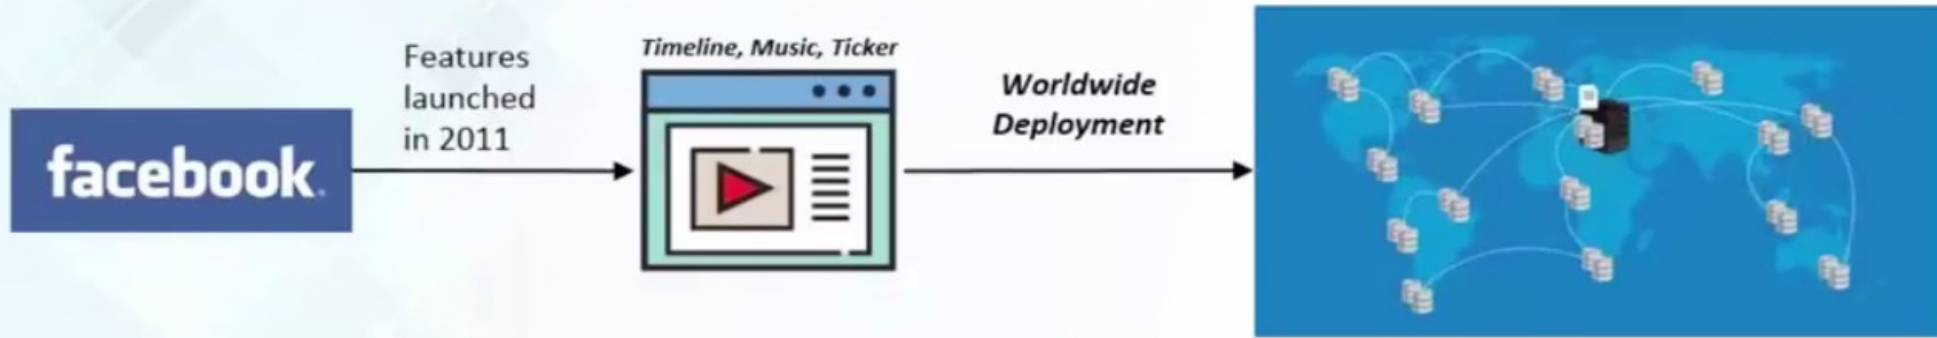 facebook.
Features
launched
in 2011
Timeline, Music, Ticker
Worldwide
Deployment